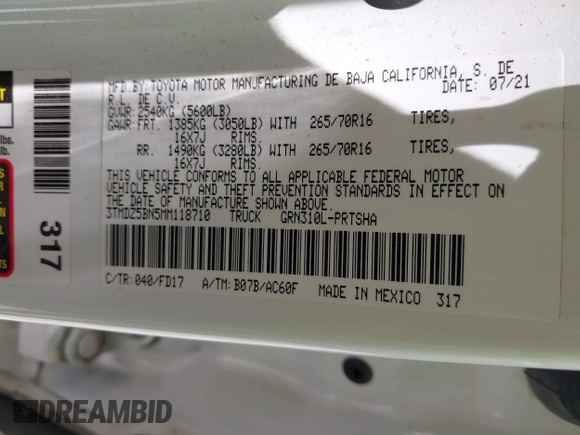 MFD.BY:TOYOTA MOTOR MANUFACTURING DE BAJA CALIFORNIA, S. DE
R.L. DE C.V. DATE: 07/21
GVWR: 2540KG (5600LB)
GAWR:FRT. 1385KG (3050LB) WITH 265/70R16 TIRES,
16X7J RIMS.
RR. 1490KG (3280LB) WITH 265/70R16 TIRES,
16X7J RIMS.
THIS VEHICLE CONFORMS TO ALL APPLICABLE FEDERAL MOTOR
VEHICLE SAFETY AND THEFT PREVENTION STANDARDS IN EFFECT ON
THE DATE OF MANUFACTURE SHOWN ABOVE.
3TMDZ5BN5MM118710 TRUCK GRN310L-PRTSHA
C/TR:040/FD17 A/TM:B07B/AC60F MADE IN MEXICO 317
317
lbs.
lbs.
DREAMBID